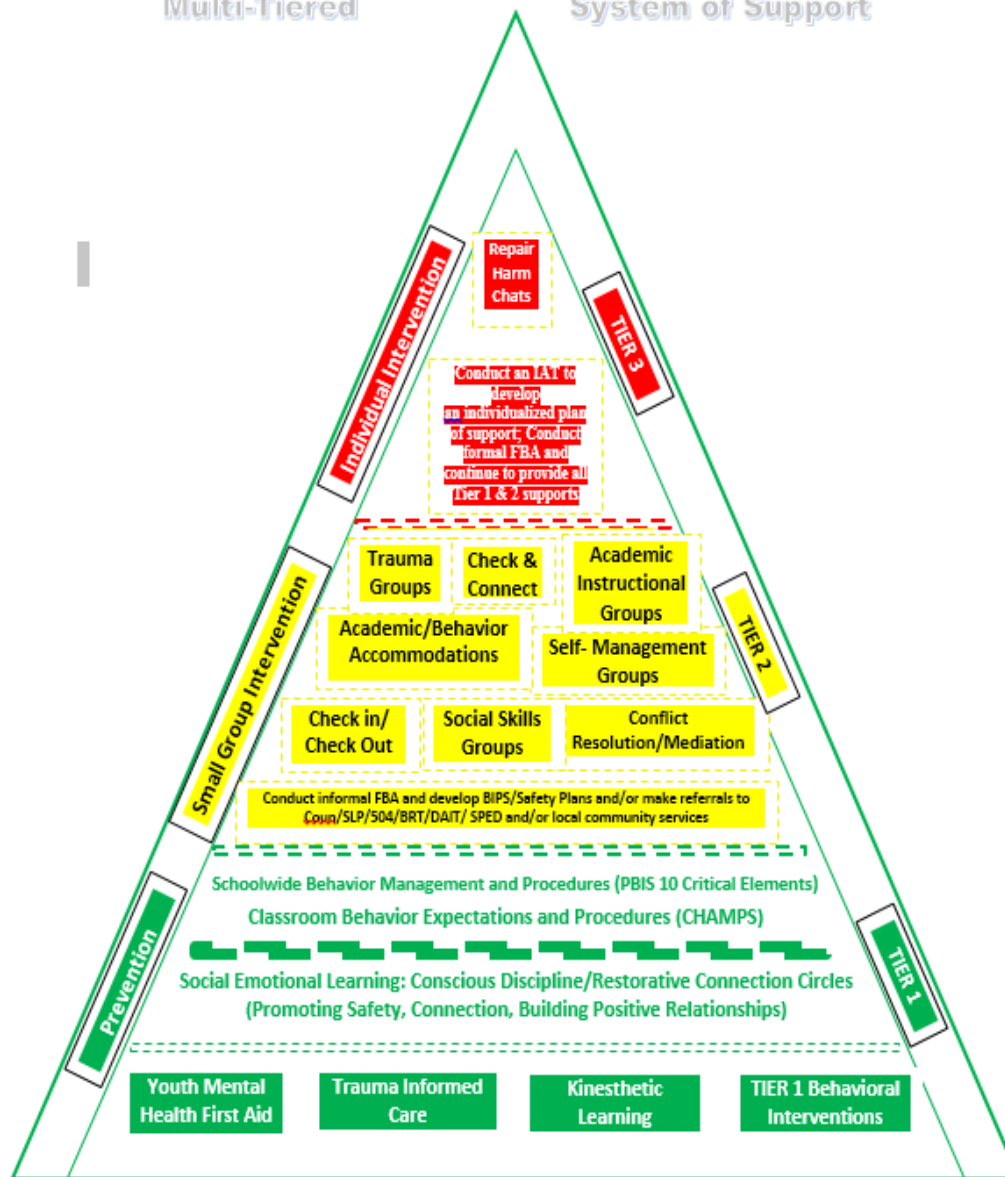 Multi-Tiered System of Support
Individual Intervention
Repair
Harm
Chats
TIER 3
Conduct an IAT to
develop
an individualized plan
of support; Conduct
formal FBA and
continue to provide all
Tier 1 & 2 supports
Small Group Intervention
TIER 2
Trauma
Groups
Check &
Connect
Academic
Instructional
Groups
Academic/Behavior
Accommodations
Self- Management
Groups
Check in/
Check Out
Social Skills
Groups
Conflict
Resolution/Mediation
Conduct informal FBA and develop BIPS/Safety Plans and/or make referrals to
Coun/SLP/504/BRT/DAIT/ SPED and/or local community services
Prevention
TIER 1
Schoolwide Behavior Management and Procedures (PBIS 10 Critical Elements)
Classroom Behavior Expectations and Procedures (CHAMPS)
Social Emotional Learning: Conscious Discipline/Restorative Connection Circles
(Promoting Safety, Connection, Building Positive Relationships)
Youth Mental
Health First Aid
Trauma Informed
Care
Kinesthetic
Learning
TIER 1 Behavioral
Interventions